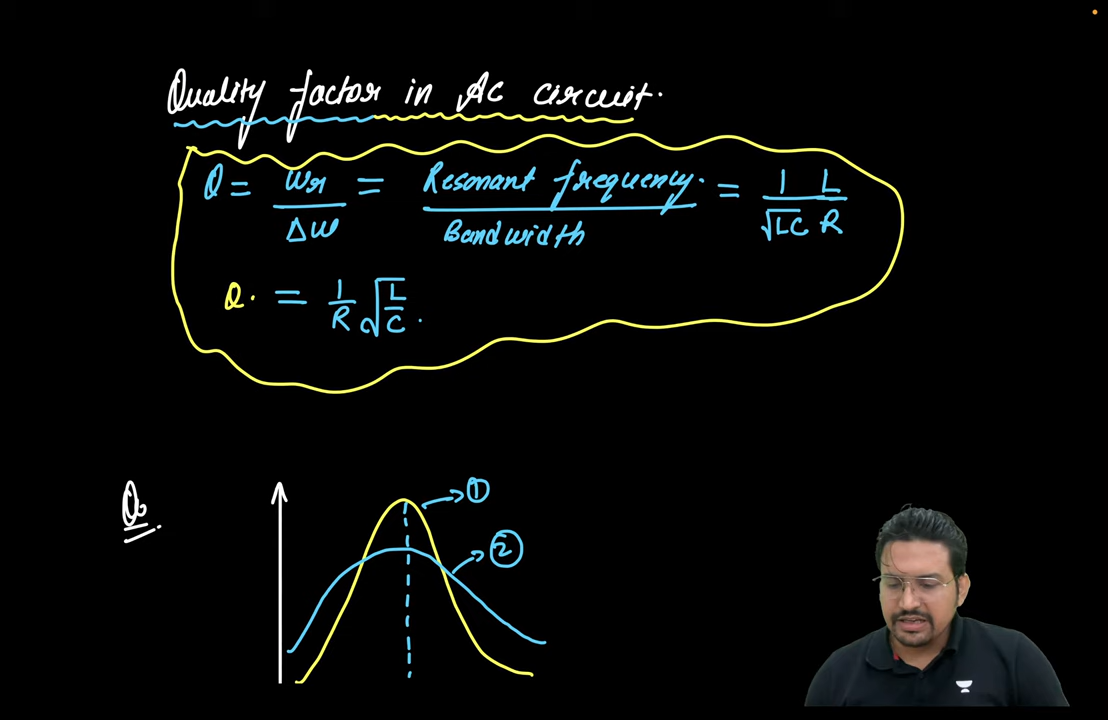 Quality factor in Ac circuit.
Q = ωr / Δω = Resonant frequency. / Bandwidth = 1 / √LC L / R
Q. = 1 / R √L / C .
Q.
→ ①
→ ②